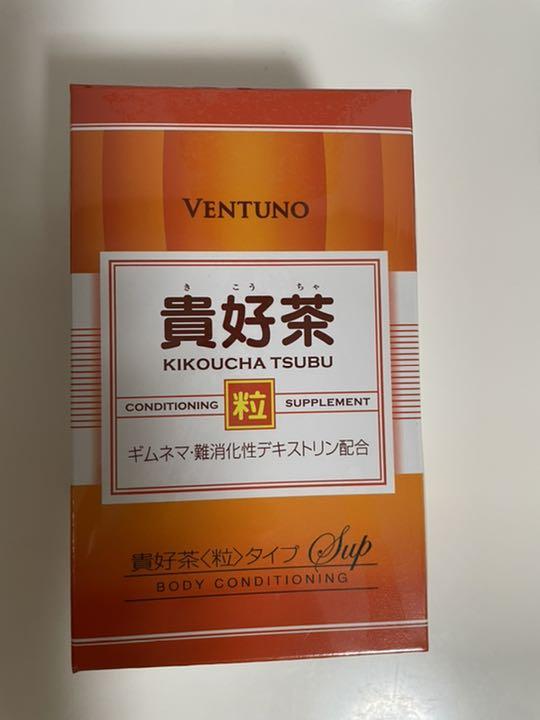 VENTUNO
き こう ちゃ
貴好茶
KIKOUCHA TSUBU
CONDITIONING 粒 SUPPLEMENT
ギムネマ・難消化性デキストリン配合
貴好茶〈粒〉タイプ Sup
BODY CONDITIONING